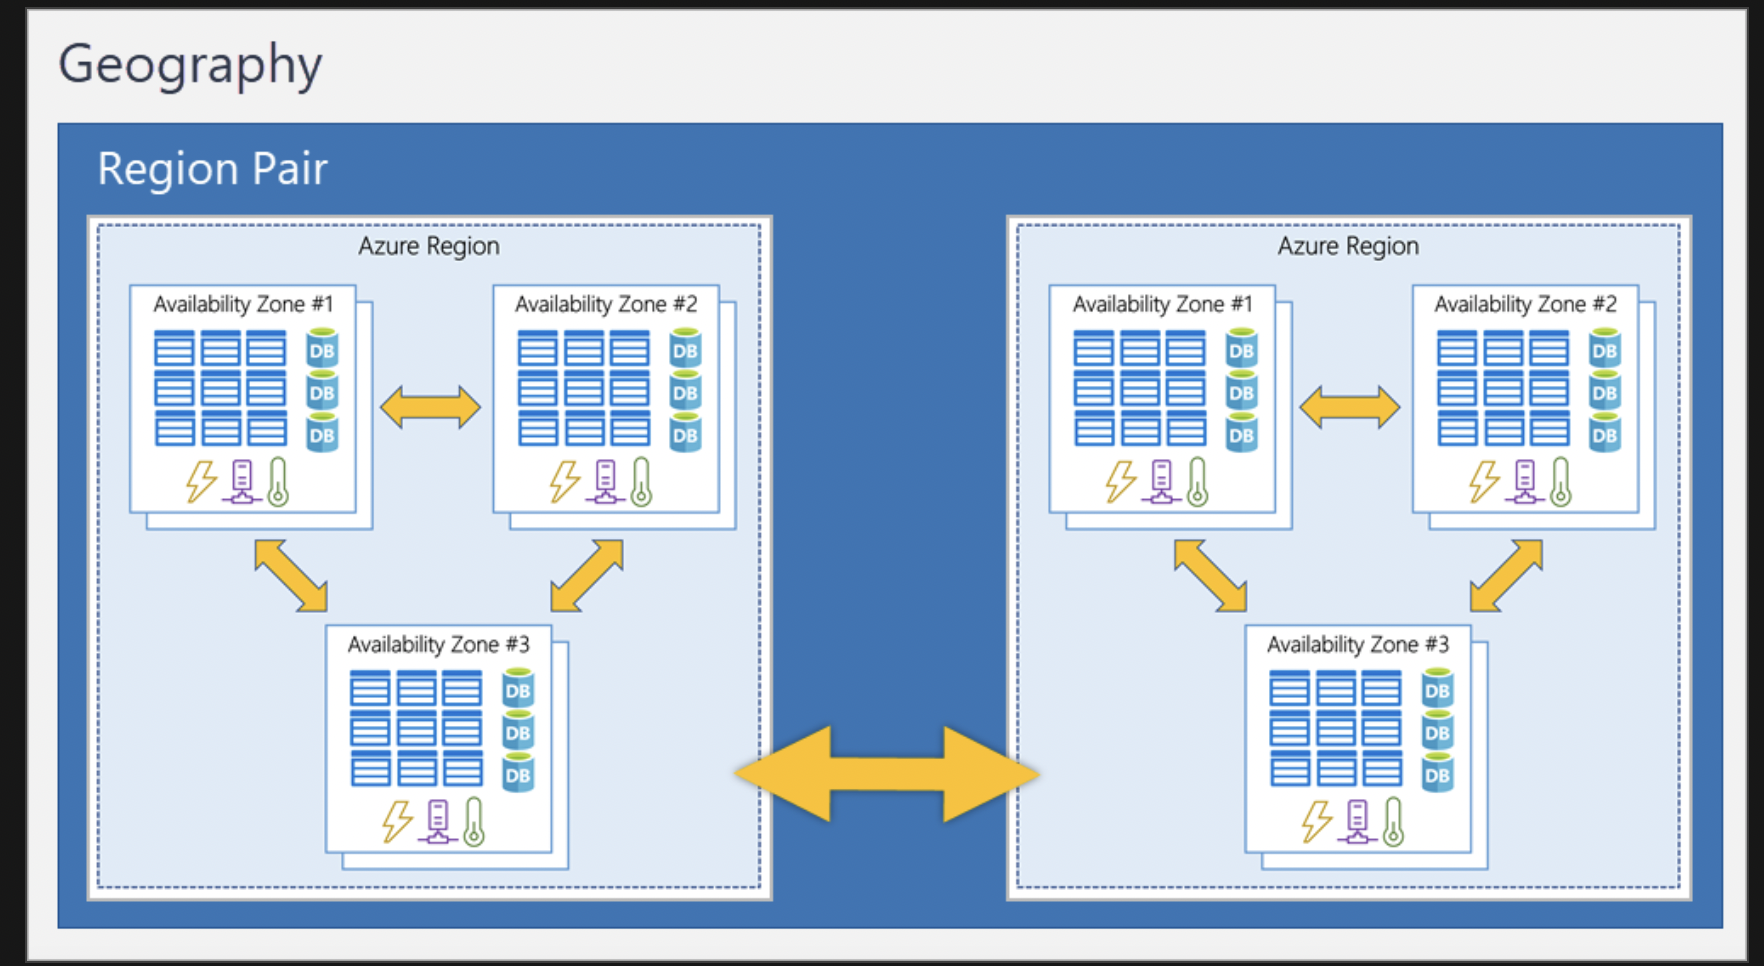 Geography
Region Pair
Azure Region
Availability Zone #1
DB
DB
DB
Availability Zone #2
DB
DB
DB
Availability Zone #3
DB
DB
DB
Azure Region
Availability Zone #1
DB
DB
DB
Availability Zone #2
DB
DB
DB
Availability Zone #3
DB
DB
DB